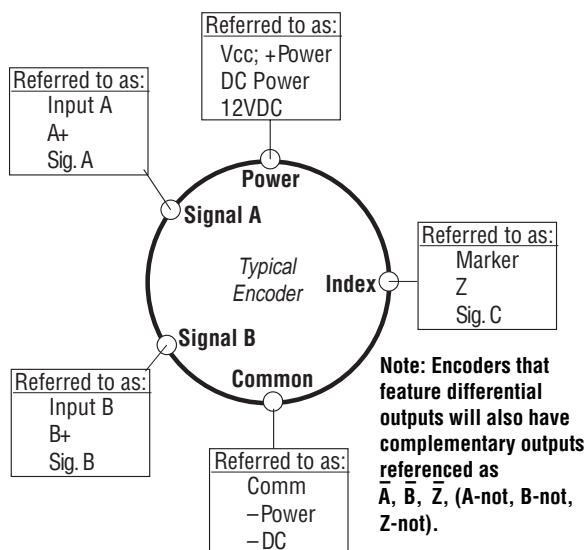 Referred to as:
Vcc; +Power
DC Power
12VDC
Referred to as:
Input A
A+
Sig. A
Power
Signal A
Typical
Encoder
Index
Referred to as:
Marker
Z
Sig. C
Signal B
Common
Referred to as:
Input B
B+
Sig. B
Referred to as:
Comm
–Power
–DC
Note: Encoders that
feature differential
outputs will also have
complementary outputs
referenced as
A̅, B̅, Z̅, (A-not, B-not,
Z-not).